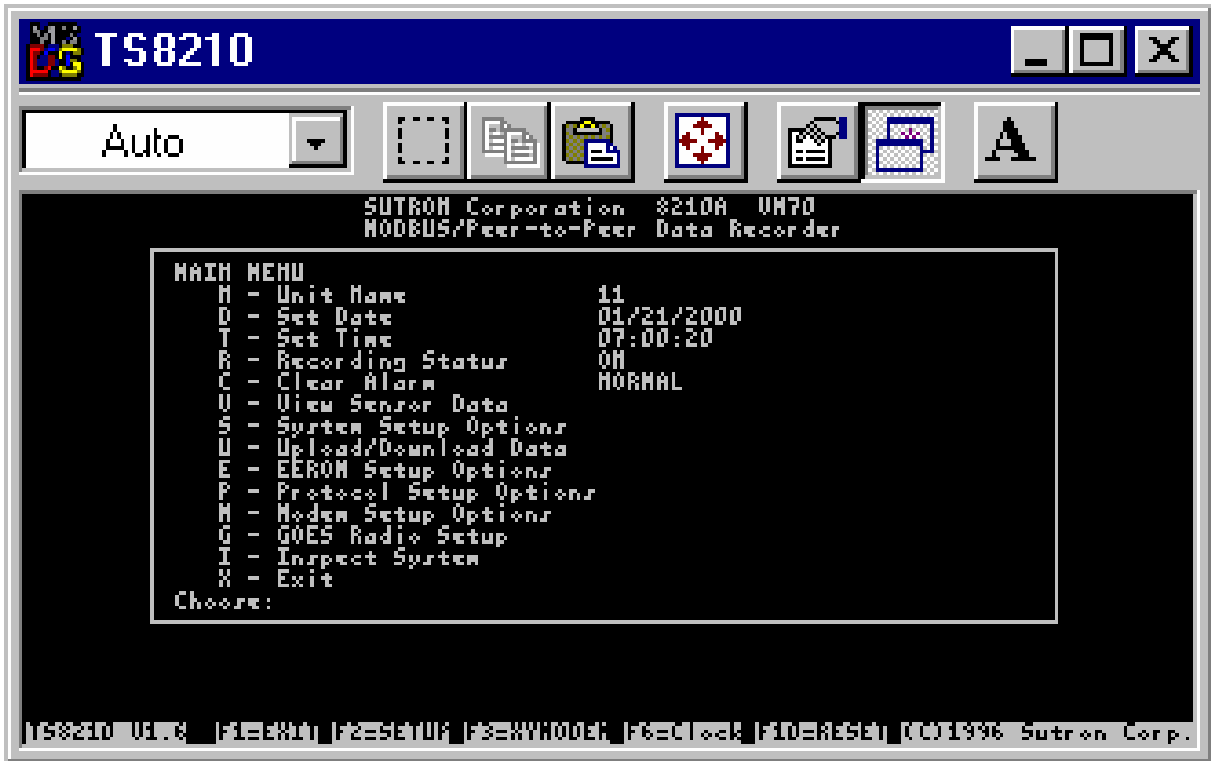 TS8210
Auto
A
SUTRON Corporation 8210A
MODBUS/Peer-to-Peer Data Recorder
MAIN MENU
N - Unit Name 11
D - Set Date 01/21/2000
T - Set Time 07:00:20
R - Recording Status ON
C - Clear Alarm NORMAL
V - View Sensor Data
S - System Setup Options
U - Upload/Download Data
E - EEROM Setup Options
P - Protocol Setup Options
M - Modem Setup Options
G - GOES Radio Setup
I - Inspect System
X - Exit
Choose:
TS8210 V1.6 F1=EXIT F2=SETUP F3=XYMODEM F6=Clock F10=RESET (C)1996 Sutron Corp.